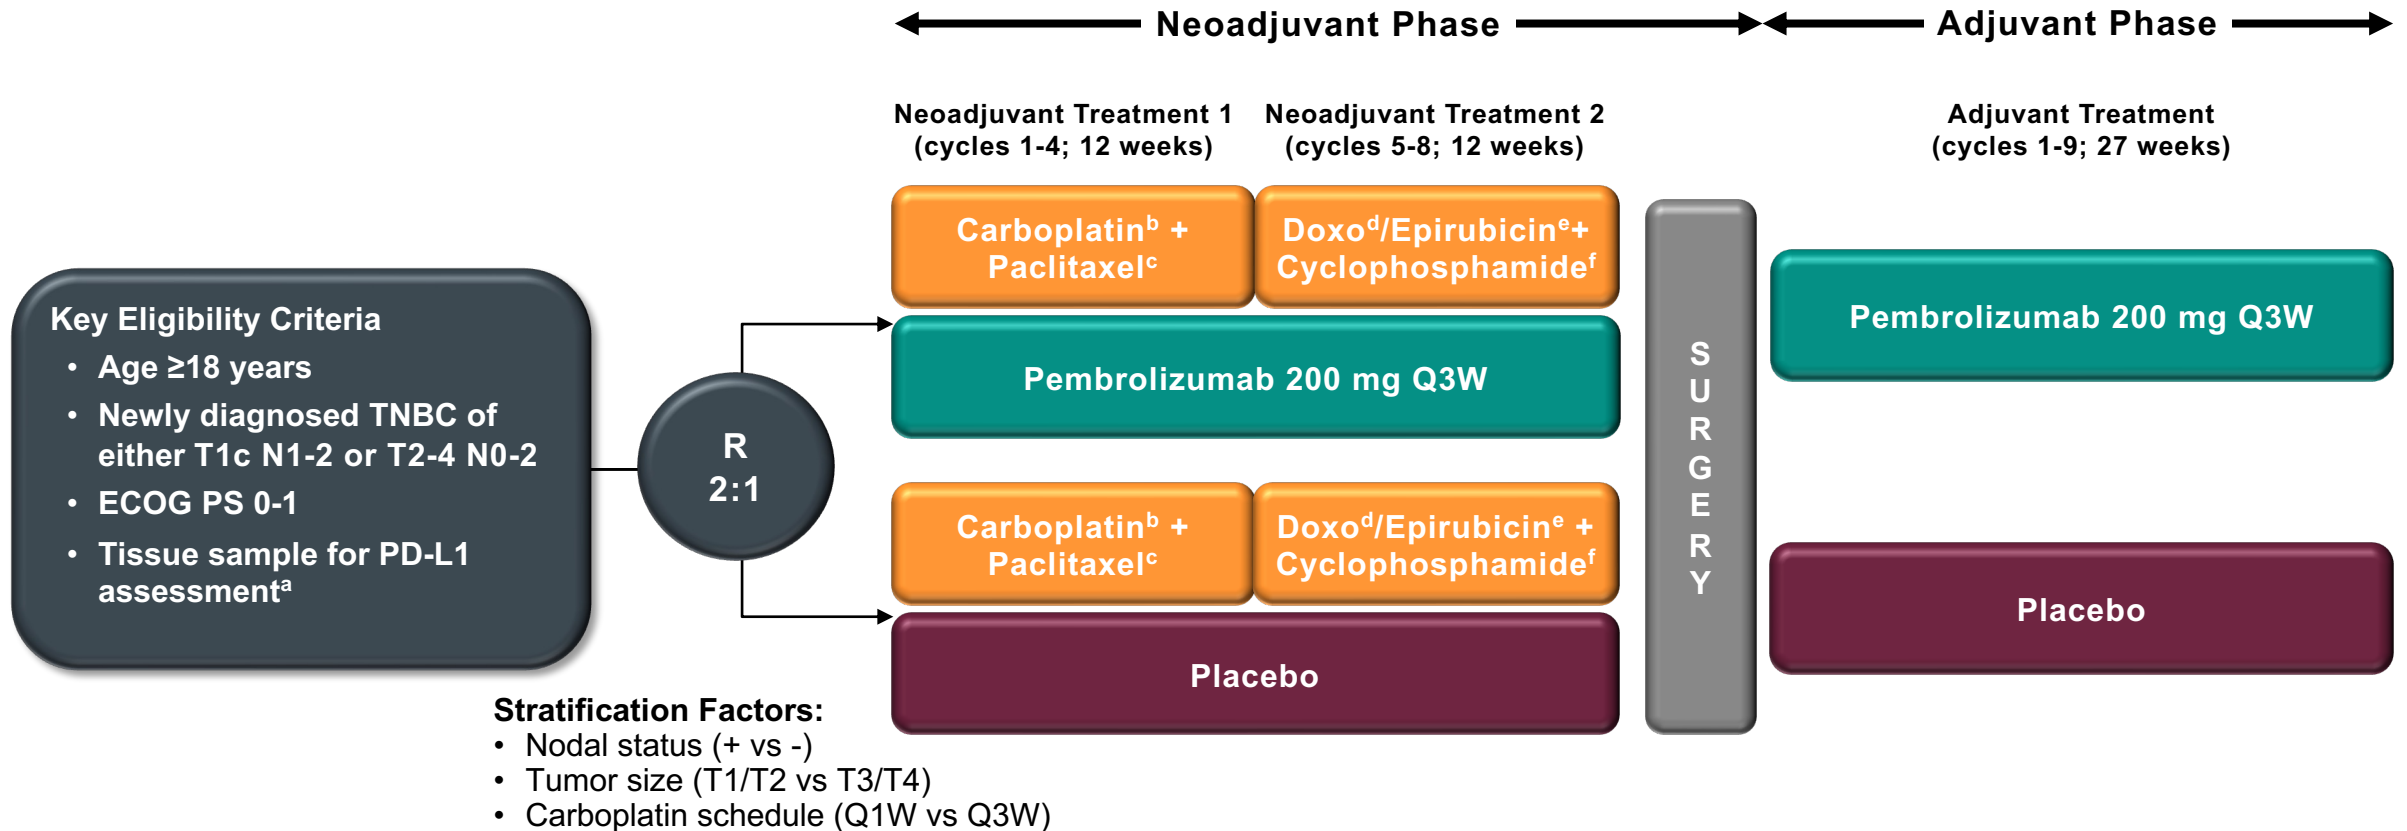 Neoadjuvant Phase
Adjuvant Phase
Neoadjuvant Treatment 1
(cycles 1-4; 12 weeks)
Neoadjuvant Treatment 2
(cycles 5-8; 12 weeks)
Adjuvant Treatment
(cycles 1-9; 27 weeks)
Key Eligibility Criteria
• Age ≥18 years
• Newly diagnosed TNBC of
either T1c N1-2 or T2-4 N0-2
• ECOG PS 0-1
• Tissue sample for PD-L1
assessmentᵃ
R
2:1
Carboplatinᵇ +
Paclitaxelᶜ
Doxoᵈ/Epirubicinᵉ+
Cyclophosphamideᶠ
Pembrolizumab 200 mg Q3W
Carboplatinᵇ +
Paclitaxelᶜ
Doxoᵈ/Epirubicinᵉ +
Cyclophosphamideᶠ
Placebo
SURGERY
Pembrolizumab 200 mg Q3W
Placebo
Stratification Factors:
• Nodal status (+ vs -)
• Tumor size (T1/T2 vs T3/T4)
• Carboplatin schedule (Q1W vs Q3W)